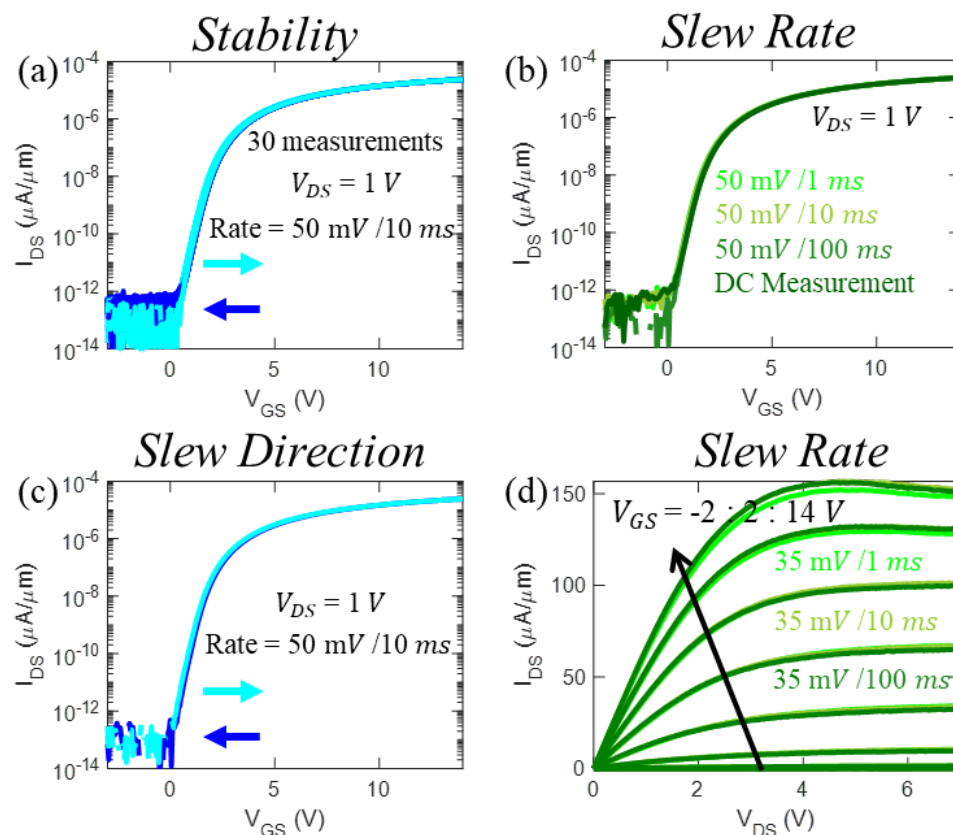 Stability
Slew Rate
(a)
10⁻⁴
10⁻⁶
10⁻⁸
10⁻¹⁰
10⁻¹²
10⁻¹⁴
I_DS (μA/μm)
30 measurements
V_DS = 1 V
Rate = 50 mV /10 ms
0
5
10
V_GS (V)
(b)
10⁻⁴
10⁻⁶
10⁻⁸
10⁻¹⁰
10⁻¹²
10⁻¹⁴
I_DS (μA/μm)
V_DS = 1 V
50 mV /1 ms
50 mV /10 ms
50 mV /100 ms
DC Measurement
0
5
10
V_GS (V)
Slew Direction
Slew Rate
(c)
10⁻⁴
10⁻⁶
10⁻⁸
10⁻¹⁰
10⁻¹²
10⁻¹⁴
I_DS (μA/μm)
V_DS = 1 V
Rate = 50 mV /10 ms
0
5
10
V_GS (V)
(d)
150
100
50
0
I_DS (μA/μm)
V_GS = -2 : 2 : 14 V
35 mV /1 ms
35 mV /10 ms
35 mV /100 ms
0
2
4
6
V_DS (V)